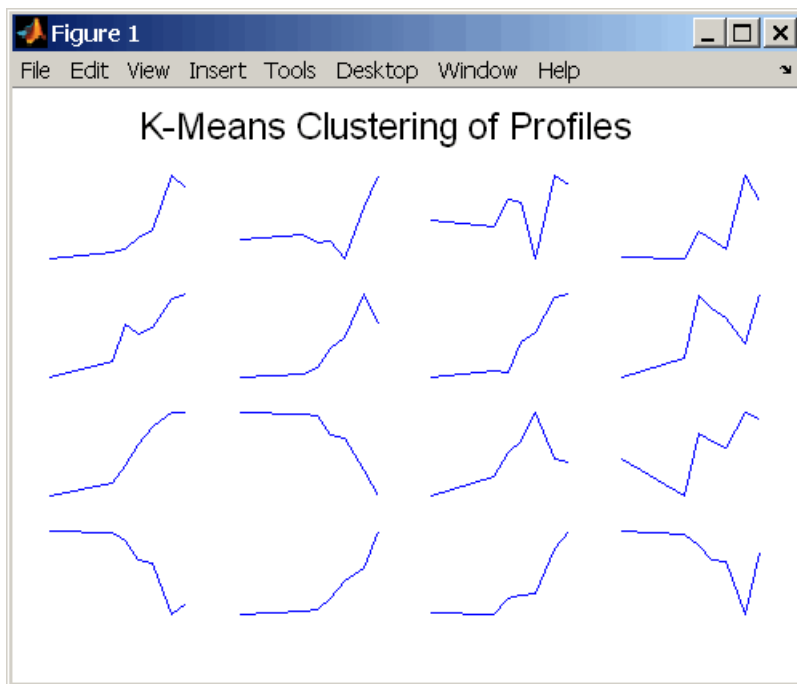 Figure 1
File Edit View Insert Tools Desktop Window Help
K-Means Clustering of Profiles